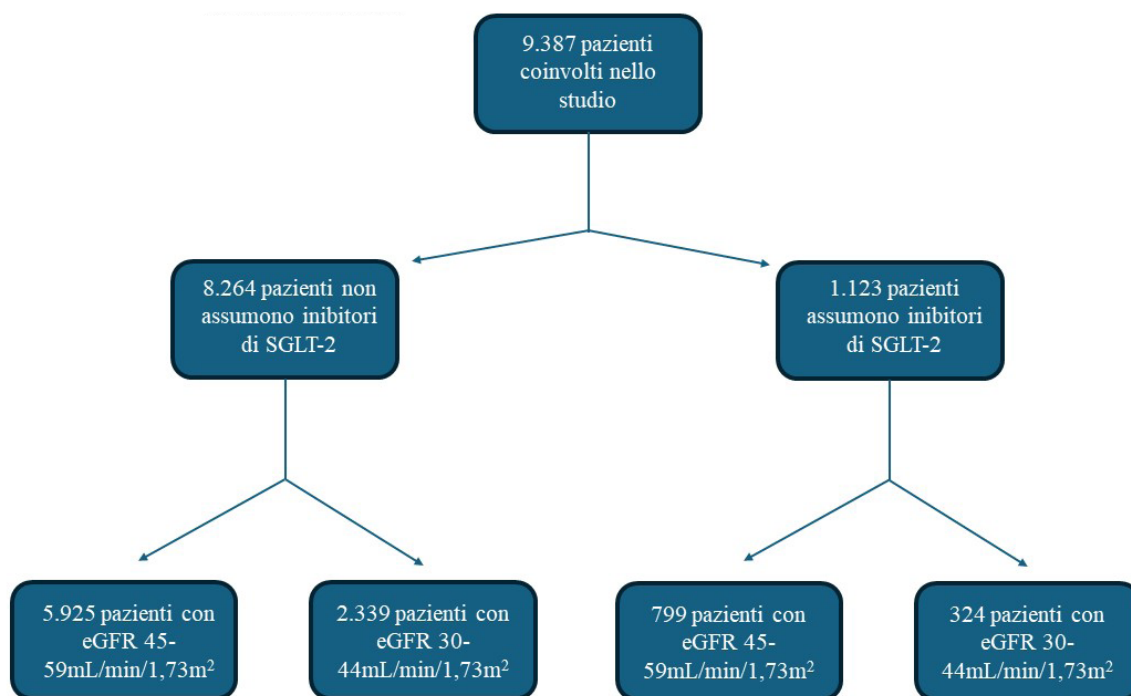 9.387 pazienti
coinvolti nello
studio
8.264 pazienti non
assumono inibitori
di SGLT-2
1.123 pazienti
assumono inibitori
di SGLT-2
5.925 pazienti con
eGFR 45-
59mL/min/1,73m²
2.339 pazienti con
eGFR 30-
44mL/min/1,73m²
799 pazienti con
eGFR 45-
59mL/min/1,73m²
324 pazienti con
eGFR 30-
44mL/min/1,73m²